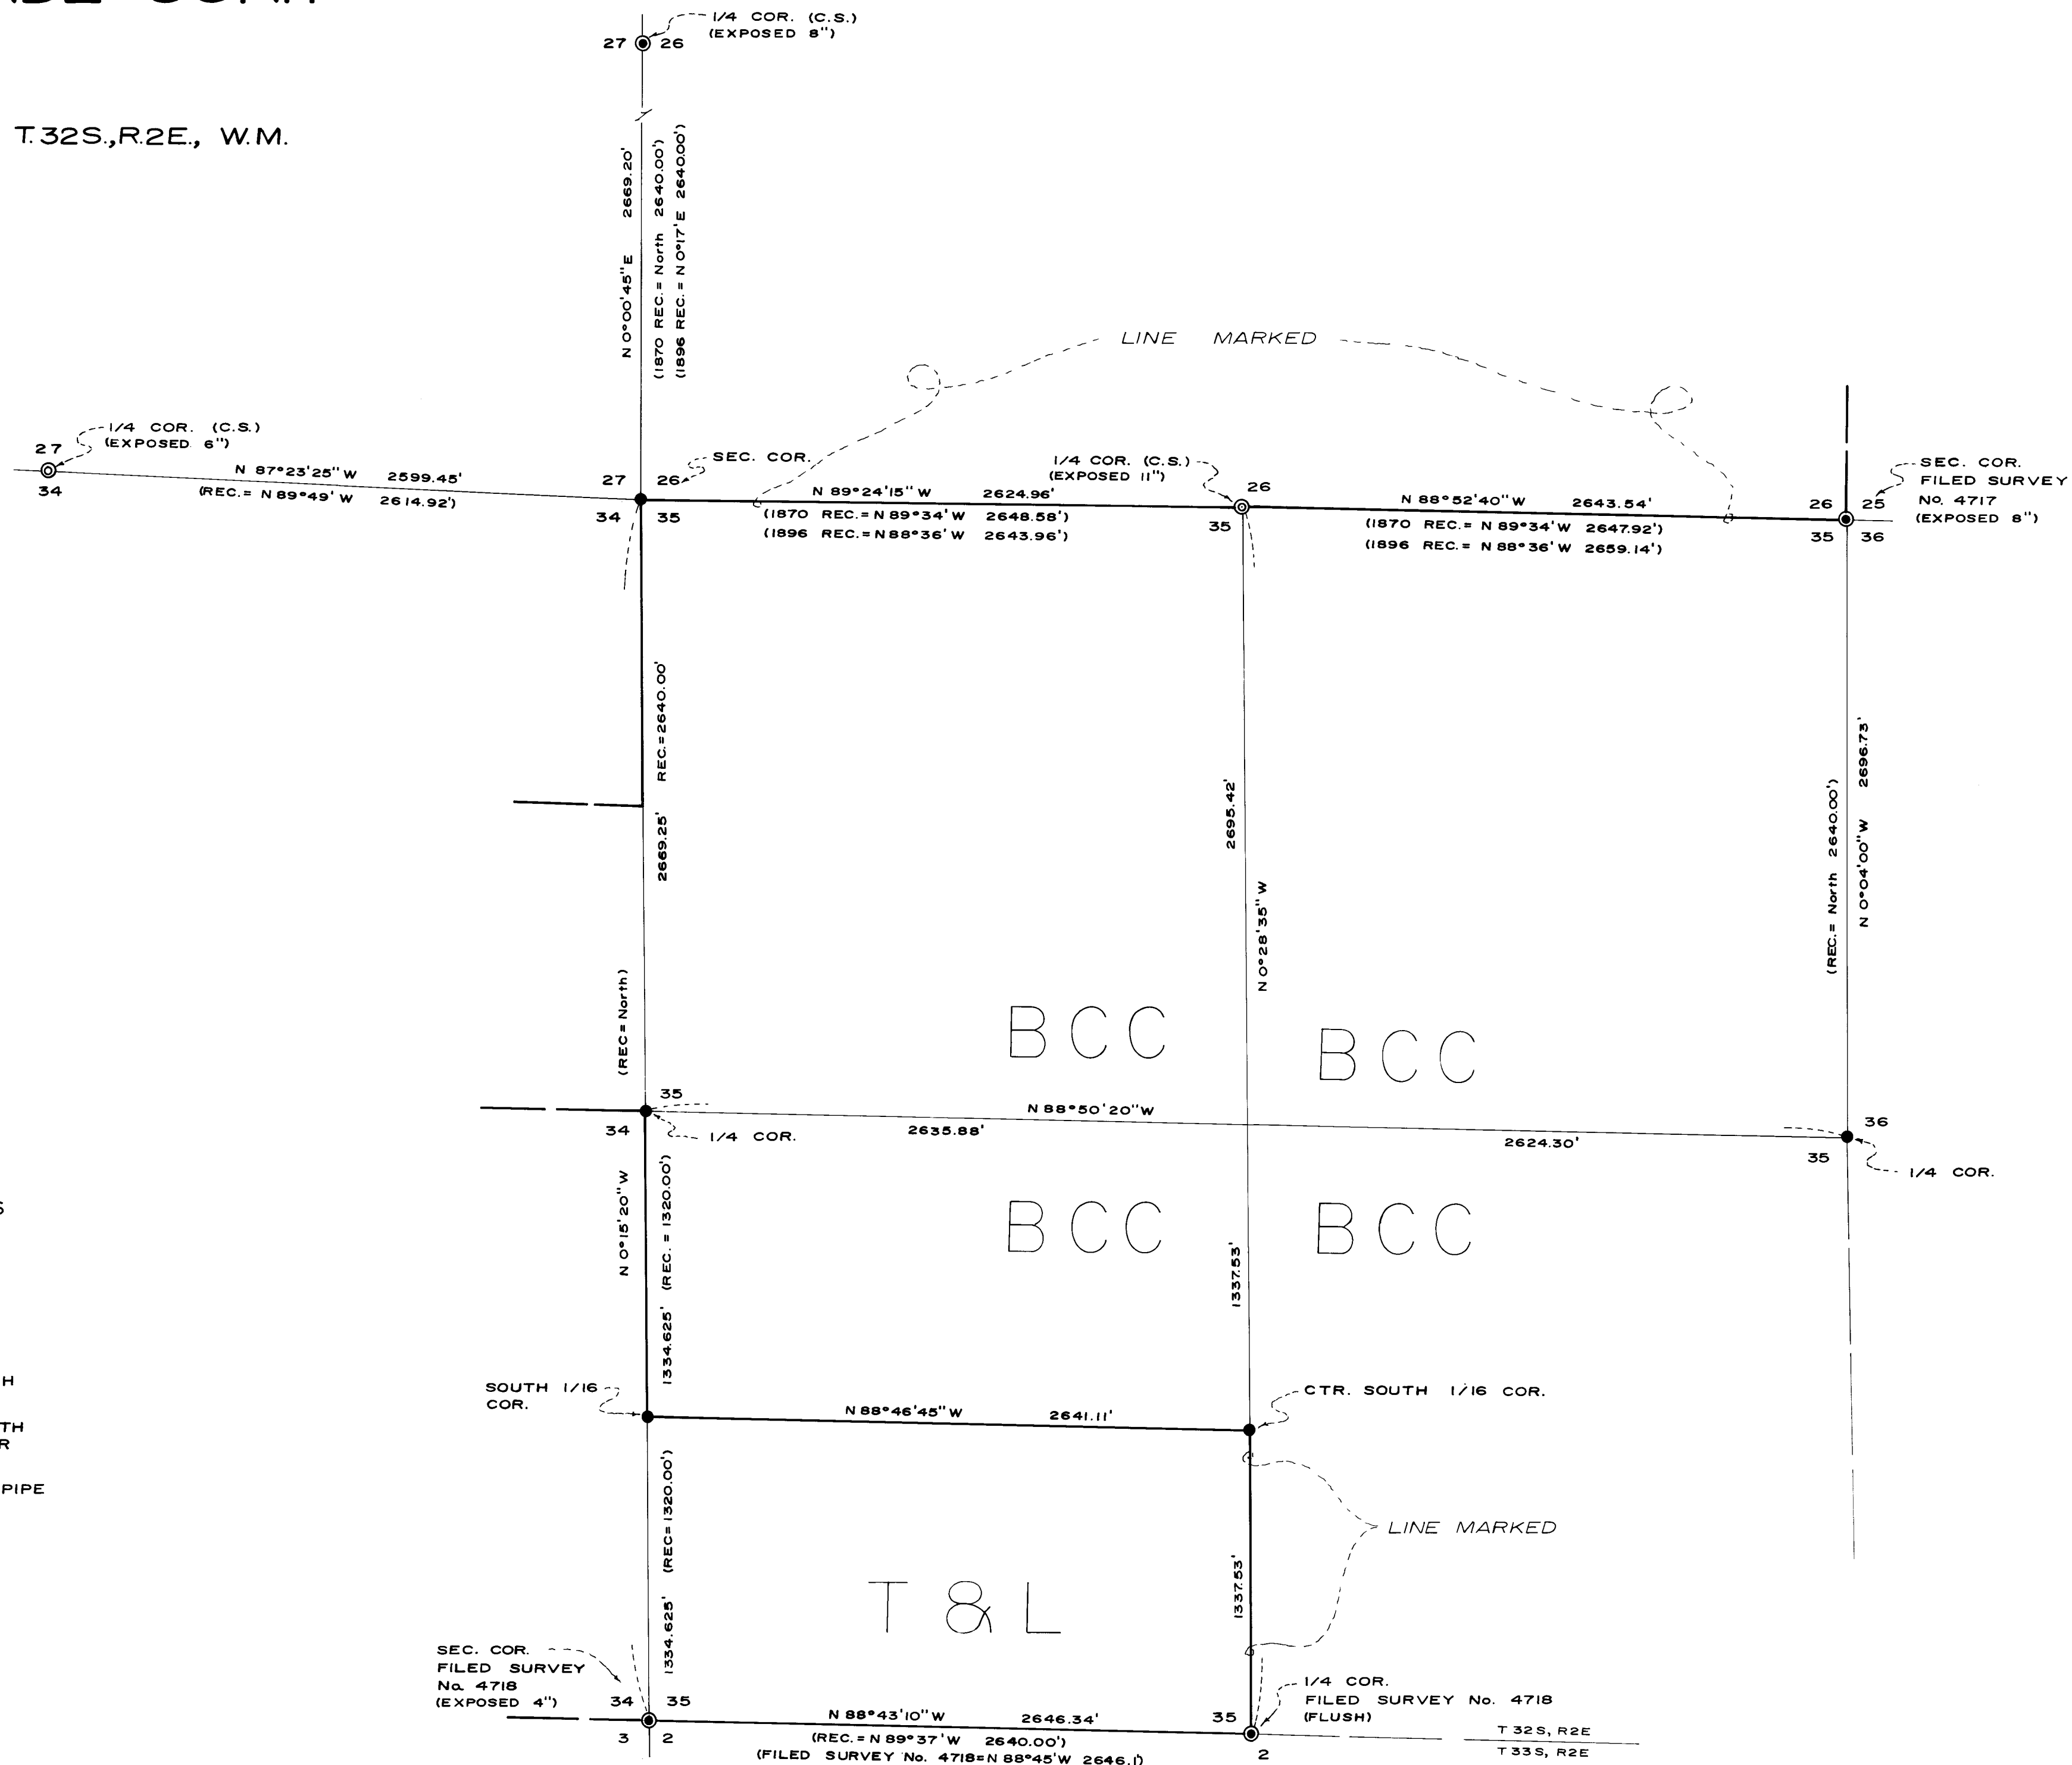 T.32S.,R.2E., W.M.
1/4 COR. (C.S.)
(EXPOSED 8")
27 26
N 0°00'45"E 2669.20'
(1870 REC.= North 2640.00')
(1896 REC.= N 0°17'E 2640.00')
LINE MARKED
1/4 COR. (C.S.)
(EXPOSED 6")
27
34
N 87°23'25"W 2599.45'
(REC.= N 89°49'W 2614.92')
SEC. COR.
27 26
34 35
N 89°24'15"W 2624.96'
(1870 REC.= N 89°34'W 2648.58')
(1896 REC.= N 88°36'W 2643.96')
1/4 COR. (C.S.)
(EXPOSED 11")
26
35
N 88°52'40"W 2643.54'
(1870 REC.= N 89°34'W 2647.92')
(1896 REC.= N 88°36'W 2659.14')
26 25
35 36
SEC. COR.
FILED SURVEY
No. 4717
(EXPOSED 8")
REC.=2640.00'
2669.25'
(REC= North)
2695.42'
N 0°28'35"W
(REC.= North 2640.00')
N 0°04'00"W 2696.73'
BCC BCC
35
34
1/4 COR.
N 88°50'20"W
2635.88'
2624.30'
36
35
1/4 COR.
N 0°15'20"W
1334.625' (REC. = 1320.00')
BCC BCC
1337.53'
SOUTH 1/16
COR.
N 88°46'45"W 2641.11'
CTR. SOUTH 1/16 COR.
S
H
TH
R
PIPE
1334.625' (REC=1320.00')
T & L
1337.53'
LINE MARKED
SEC. COR.
FILED SURVEY
No. 4718
(EXPOSED 4")
34 35
3 2
N 88°43'10"W 2646.34'
(REC.= N 89°37'W 2640.00')
(FILED SURVEY No. 4718=N 88°45'W 2646.1')
35
2
1/4 COR.
FILED SURVEY No. 4718
(FLUSH)
T 32S, R2E
T 33S, R2E